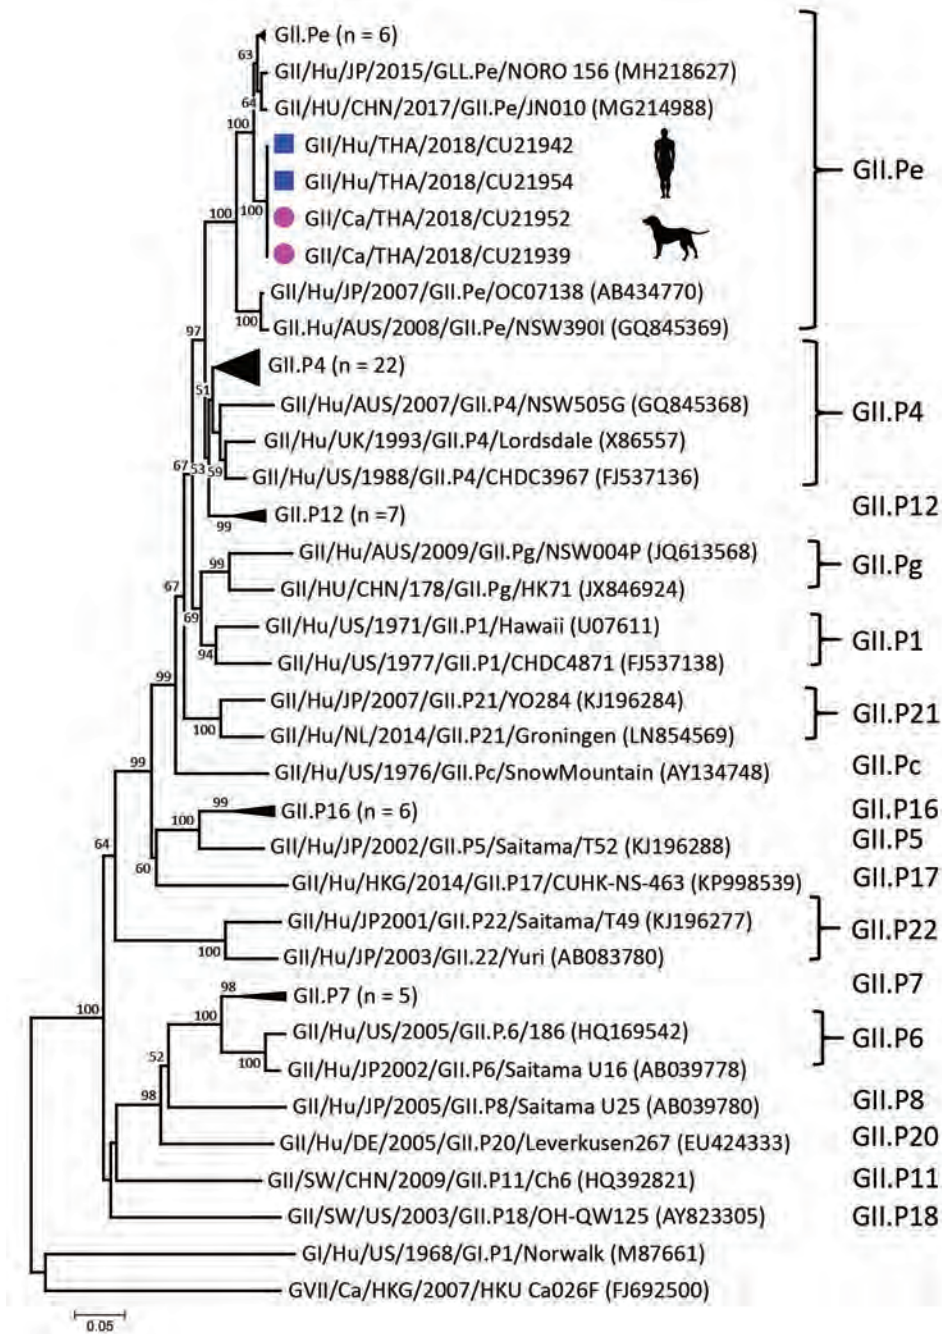 GII.Pe (n = 6)
GII/Hu/JP/2015/GLL.Pe/NORO 156 (MH218627)
GII/HU/CHN/2017/GII.Pe/JN010 (MG214988)
GII/Hu/THA/2018/CU21942
GII/Hu/THA/2018/CU21954
GII/Ca/THA/2018/CU21952
GII/Ca/THA/2018/CU21939
GII/Hu/JP/2007/GII.Pe/OC07138 (AB434770)
GII.Hu/AUS/2008/GII.Pe/NSW390I (GQ845369)
GII.Pe
63
64
100
100
100
100
97
GII.P4 (n = 22)
GII/Hu/AUS/2007/GII.P4/NSW505G (GQ845368)
GII/Hu/UK/1993/GII.P4/Lordsdale (X86557)
GII/Hu/US/1988/GII.P4/CHDC3967 (FJ537136)
GII.P4
51
67
53
59
GII.P12 (n =7)
GII.P12
99
GII/Hu/AUS/2009/GII.Pg/NSW004P (JQ613568)
GII/HU/CHN/178/GII.Pg/HK71 (JX846924)
GII.Pg
99
67
69
GII/Hu/US/1971/GII.P1/Hawaii (U07611)
GII/Hu/US/1977/GII.P1/CHDC4871 (FJ537138)
GII.P1
94
99
GII/Hu/JP/2007/GII.P21/YO284 (KJ196284)
GII/Hu/NL/2014/GII.P21/Groningen (LN854569)
GII.P21
100
GII/Hu/US/1976/GII.Pc/SnowMountain (AY134748)
GII.Pc
99
99
GII.P16 (n = 6)
GII.P16
100
GII/Hu/JP/2002/GII.P5/Saitama/T52 (KJ196288)
GII.P5
64
60
GII/Hu/HKG/2014/GII.P17/CUHK-NS-463 (KP998539)
GII.P17
GII/Hu/JP2001/GII.P22/Saitama/T49 (KJ196277)
GII/Hu/JP/2003/GII.22/Yuri (AB083780)
GII.P22
100
98
GII.P7 (n = 5)
GII.P7
100
100
GII/Hu/US/2005/GII.P.6/186 (HQ169542)
GII/Hu/JP2002/GII.P6/Saitama U16 (AB039778)
GII.P6
52
100
GII/Hu/JP/2005/GII.P8/Saitama U25 (AB039780)
GII.P8
98
GII/Hu/DE/2005/GII.P20/Leverkusen267 (EU424333)
GII.P20
GII/SW/CHN/2009/GII.P11/Ch6 (HQ392821)
GII.P11
GII/SW/US/2003/GII.P18/OH-QW125 (AY823305)
GII.P18
GI/Hu/US/1968/GI.P1/Norwalk (M87661)
GVII/Ca/HKG/2007/HKU Ca026F (FJ692500)
0.05